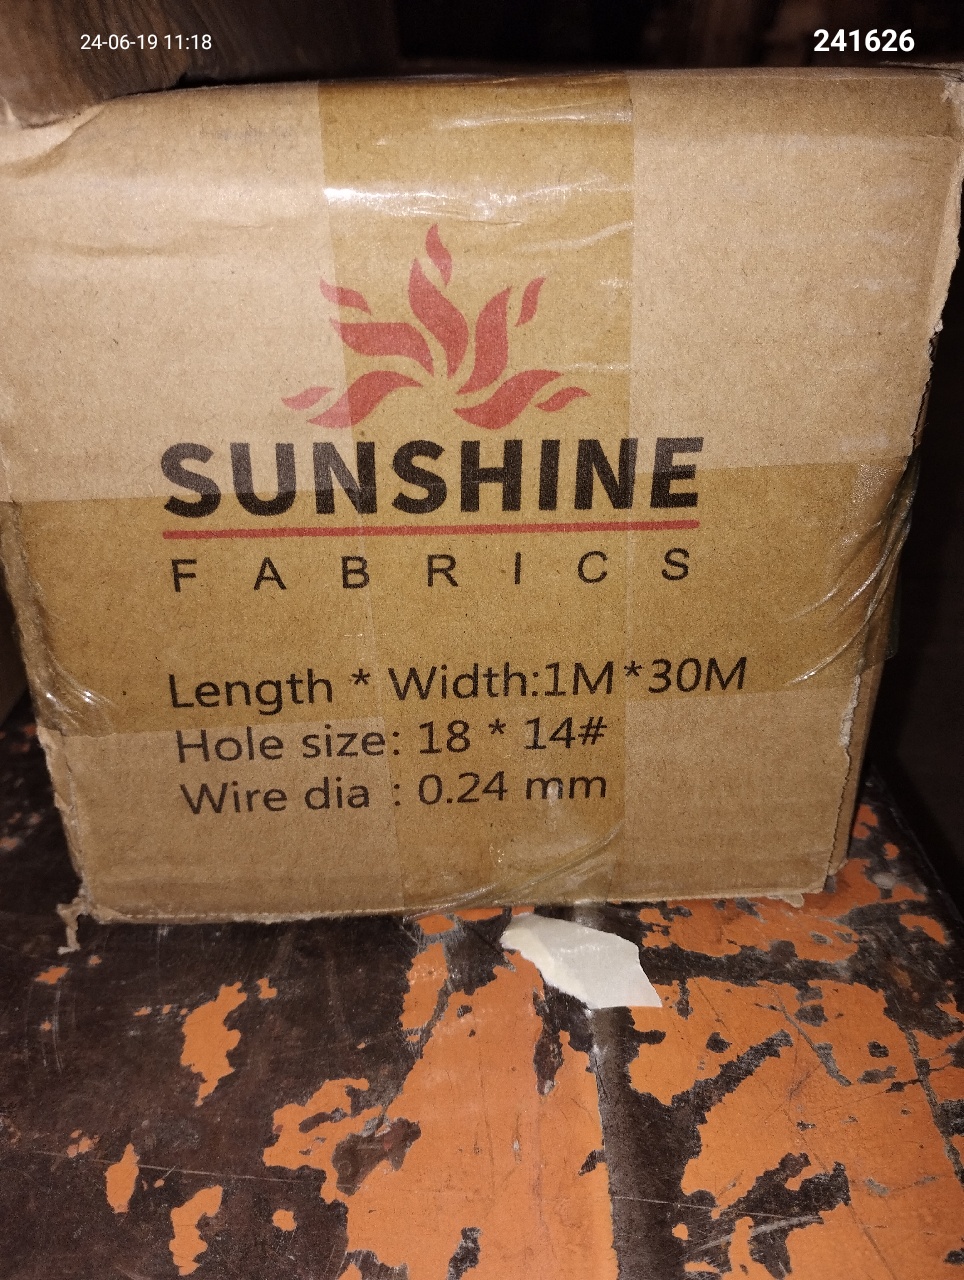 24-06-19 11:18
241626
SUNSHINE
FABRICS
Length * Width:1M*30M
Hole size: 18 * 14#
Wire dia : 0.24 mm